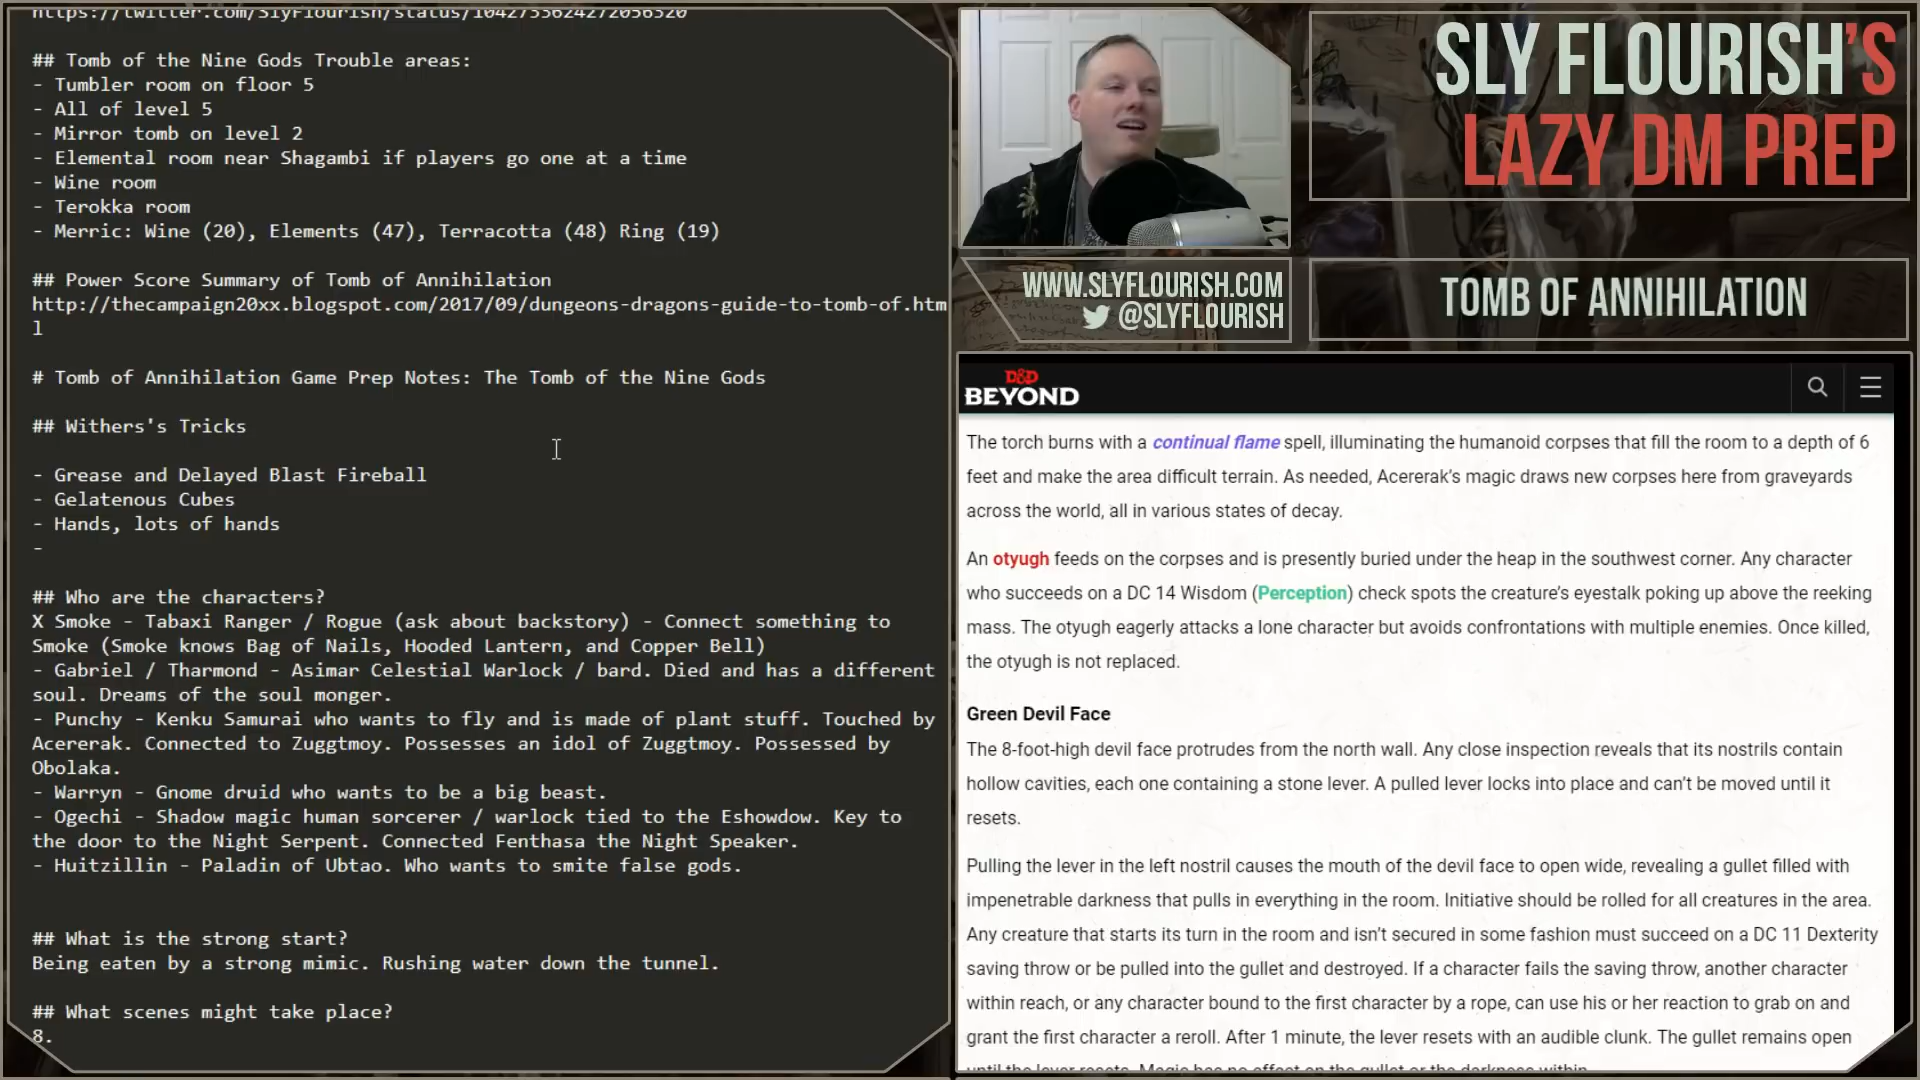 https://twitter.com/SlyFlourish/status/1042733624272056320
## Tomb of the Nine Gods Trouble areas:
- Tumbler room on floor 5
- All of level 5
- Mirror tomb on level 2
- Elemental room near Shagambi if players go one at a time
- Wine room
- Terokka room
- Merric: Wine (20), Elements (47), Terracotta (48) Ring (19)
## Power Score Summary of Tomb of Annihilation
http://thecampaign20xx.blogspot.com/2017/09/dungeons-dragons-guide-to-tomb-of.htm
l
# Tomb of Annihilation Game Prep Notes: The Tomb of the Nine Gods
## Withers's Tricks
- Grease and Delayed Blast Fireball
- Gelatenous Cubes
- Hands, lots of hands
-
## Who are the characters?
X Smoke - Tabaxi Ranger / Rogue (ask about backstory) - Connect something to
Smoke (Smoke knows Bag of Nails, Hooded Lantern, and Copper Bell)
- Gabriel / Tharmond - Asimar Celestial Warlock / bard. Died and has a different
soul. Dreams of the soul monger.
- Punchy - Kenku Samurai who wants to fly and is made of plant stuff. Touched by
Acererak. Connected to Zuggtmoy. Possesses an idol of Zuggtmoy. Possessed by
Obolaka.
- Warryn - Gnome druid who wants to be a big beast.
- Ogechi - Shadow magic human sorcerer / warlock tied to the Eshowdow. Key to
the door to the Night Serpent. Connected Fenthasa the Night Speaker.
- Huitzillin - Paladin of Ubtao. Who wants to smite false gods.
## What is the strong start?
Being eaten by a strong mimic. Rushing water down the tunnel.
## What scenes might take place?
8.
SLY FLOURISH'S
LAZY DM PREP
WWW.SLYFLOURISH.COM
@SLYFLOURISH
TOMB OF ANNIHILATION
D&D
BEYOND
The torch burns with a continual flame spell, illuminating the humanoid corpses that fill the room to a depth of 6
feet and make the area difficult terrain. As needed, Acererak's magic draws new corpses here from graveyards
across the world, all in various states of decay.
An otyugh feeds on the corpses and is presently buried under the heap in the southwest corner. Any character
who succeeds on a DC 14 Wisdom (Perception) check spots the creature's eyestalk poking up above the reeking
mass. The otyugh eagerly attacks a lone character but avoids confrontations with multiple enemies. Once killed,
the otyugh is not replaced.
Green Devil Face
The 8-foot-high devil face protrudes from the north wall. Any close inspection reveals that its nostrils contain
hollow cavities, each one containing a stone lever. A pulled lever locks into place and can't be moved until it
resets.
Pulling the lever in the left nostril causes the mouth of the devil face to open wide, revealing a gullet filled with
impenetrable darkness that pulls in everything in the room. Initiative should be rolled for all creatures in the area.
Any creature that starts its turn in the room and isn't secured in some fashion must succeed on a DC 11 Dexterity
saving throw or be pulled into the gullet and destroyed. If a character fails the saving throw, another character
within reach, or any character bound to the first character by a rope, can use his or her reaction to grab on and
grant the first character a reroll. After 1 minute, the lever resets with an audible clunk. The gullet remains open
until the lever resets. Magic has no effect on the gullet or the darkness within.